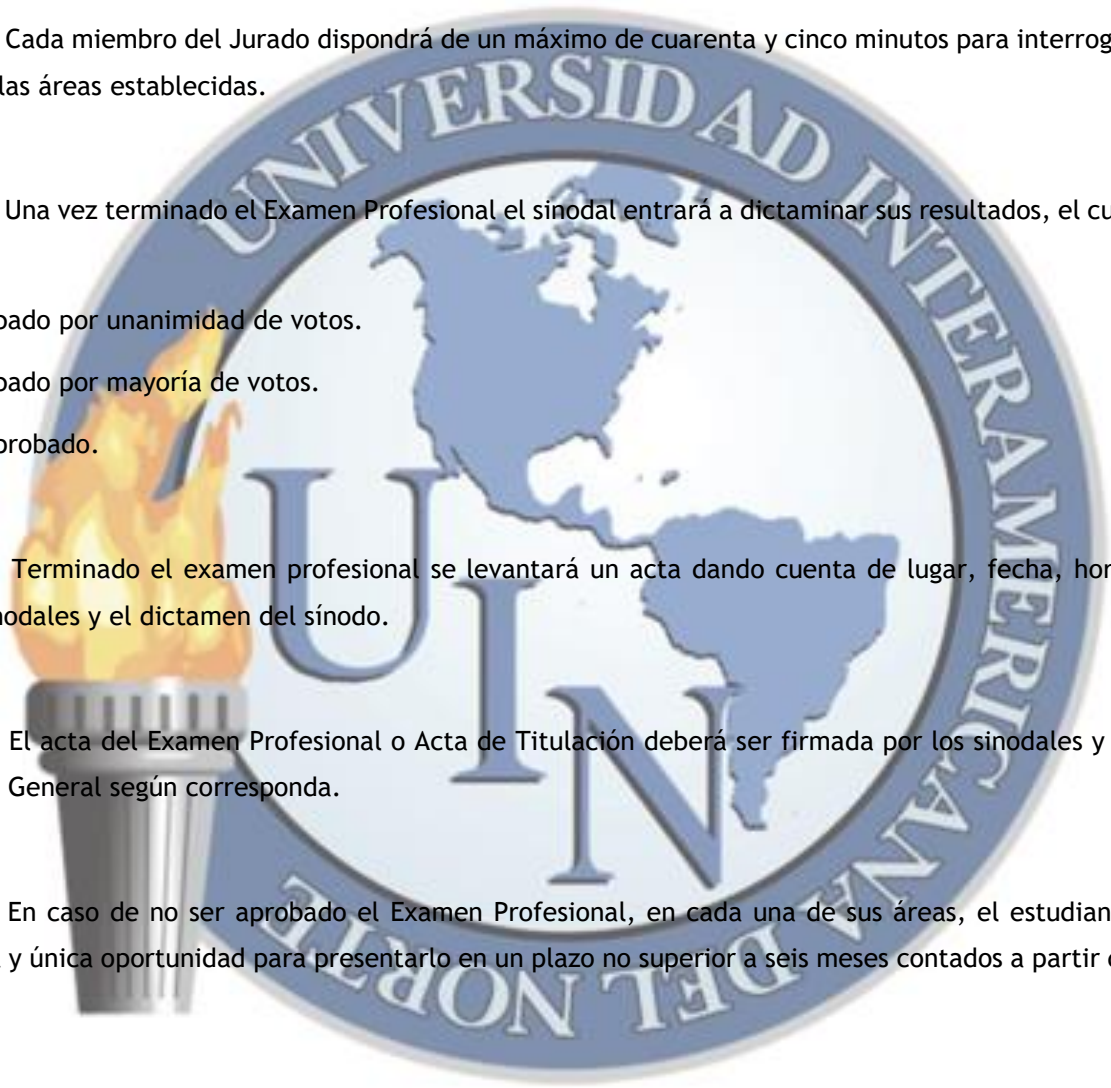 Cada miembro del Jurado dispondrá de un máximo de cuarenta y cinco minutos para interrog
las áreas establecidas.
Una vez terminado el Examen Profesional el sinodal entrará a dictaminar sus resultados, el cu
bado por unanimidad de votos.
bado por mayoría de votos.
probado.
Terminado el examen profesional se levantará un acta dando cuenta de lugar, fecha, hor
nodales y el dictamen del sínodo.
El acta del Examen Profesional o Acta de Titulación deberá ser firmada por los sinodales y
General según corresponda.
En caso de no ser aprobado el Examen Profesional, en cada una de sus áreas, el estudian
y única oportunidad para presentarlo en un plazo no superior a seis meses contados a partir
UNIVERSIDAD INTERAMERICANA DEL NORTE
UIN